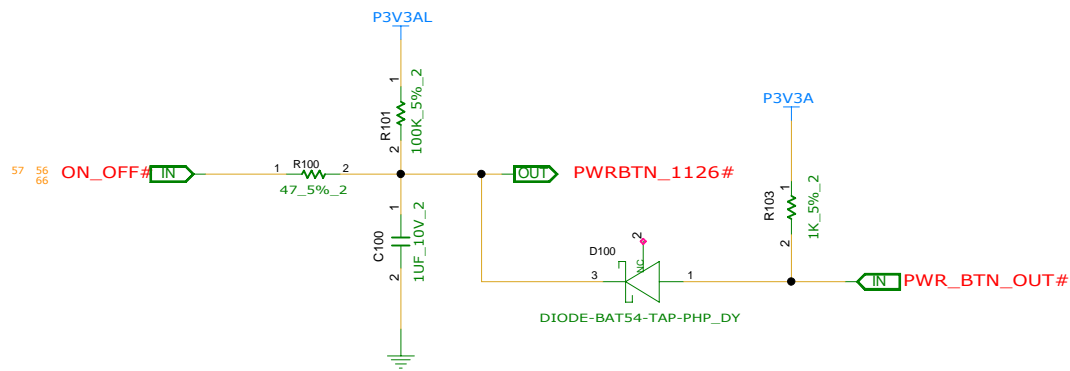 P3V3AL
1
R101
100K_5%_2
2
P3V3A
1
R103
1K_5%_2
2
57 56
66
ON_OFF#
IN
1
R100
2
47_5%_2
OUT
PWRBTN_1126#
1
C100
1UF_10V_2
2
2
NC
D100
3
1
DIODE-BAT54-TAP-PHP_DY
IN
PWR_BTN_OUT#